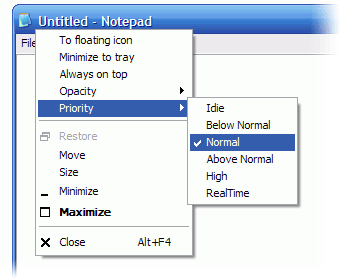 Untitled - Notepad
File
To floating icon
Minimize to tray
Always on top
Opacity
Priority
Idle
Below Normal
Normal
Above Normal
High
RealTime
Restore
Move
Size
Minimize
Maximize
Close Alt+F4